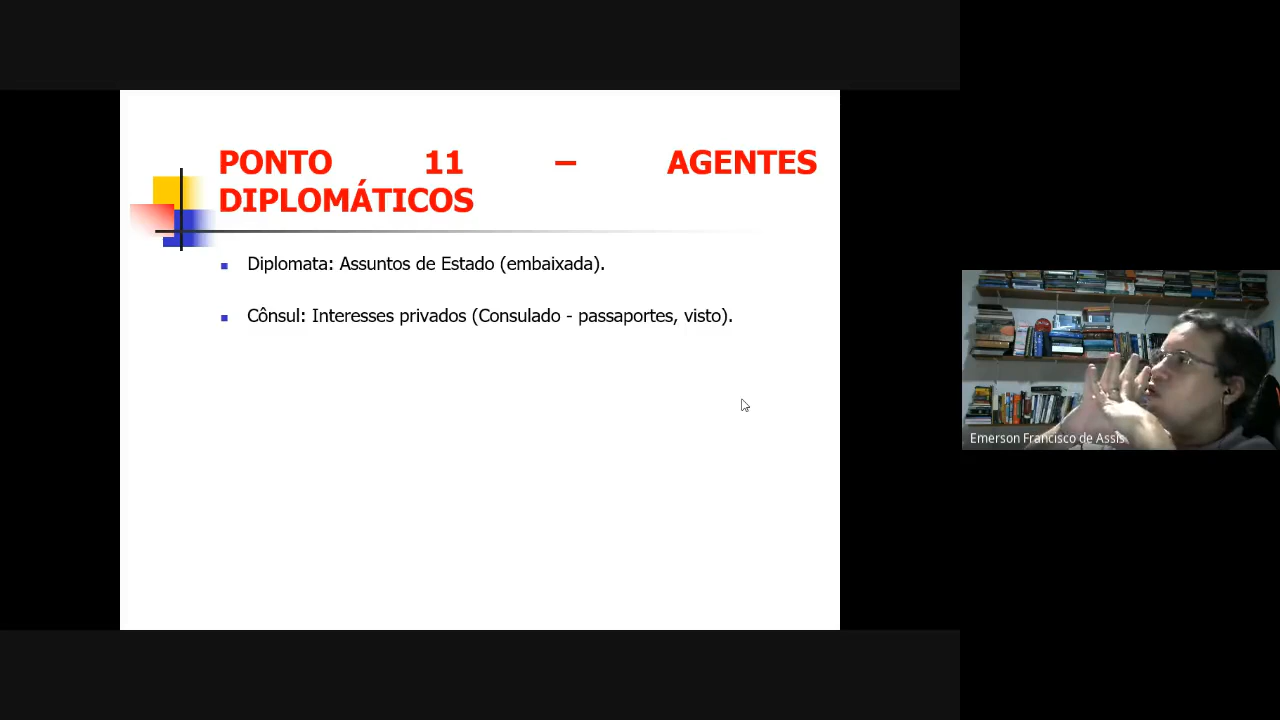 PONTO 11 – AGENTES
DIPLOMÁTICOS
Diplomata: Assuntos de Estado (embaixada).
Cônsul: Interesses privados (Consulado - passaportes, visto).
Emerson Francisco de Assis